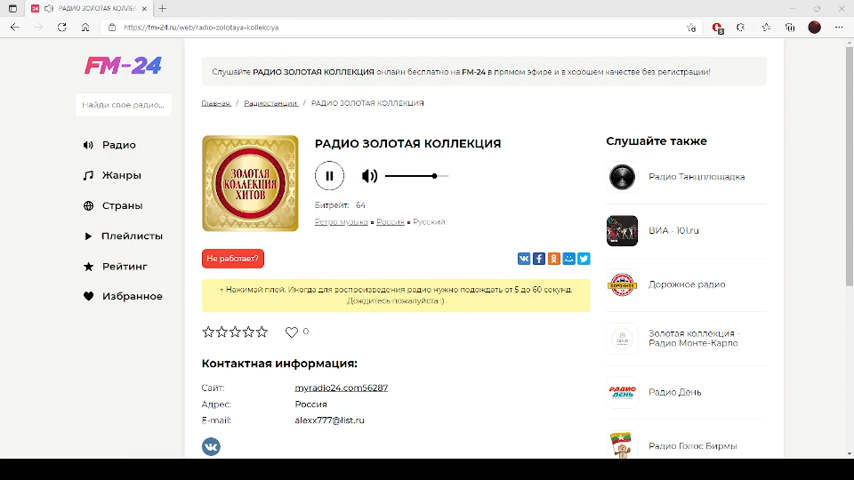 РАДИО ЗОЛОТАЯ КОЛЛЕК
https://fm-24.ru/web/radio-zolotaya-kollekciya
FM-24
Слушайте РАДИО ЗОЛОТАЯ КОЛЛЕКЦИЯ онлайн бесплатно на FM-24 в прямом эфире и в хорошем качестве без регистрации!
Найди свое радио...
Главная / Радиостанции / РАДИО ЗОЛОТАЯ КОЛЛЕКЦИЯ
Радио
Жанры
Страны
Плейлисты
Рейтинг
Избранное
ЗОЛОТАЯ
КОЛЛЕКЦИЯ
ХИТОВ
РАДИО ЗОЛОТАЯ КОЛЛЕКЦИЯ
Битрейт: 64
Ретро музыка Россия Русский
Не работает?
+ Нажимай плей. Иногда для воспроизведения радио нужно подождать от 5 до 60 секунд.
Дождитесь пожалуйста :)
0
Контактная информация:
Сайт: myradio24.com56287
Адрес: Россия
E-mail: alexx777@list.ru
Слушайте также
Радио Танцплощадка
ВИА - 101.ru
Дорожное радио
Золотая коллекция -
Радио Монте-Карло
РАДИО
ДЕНЬ
Радио День
Радио Голос Бирмы